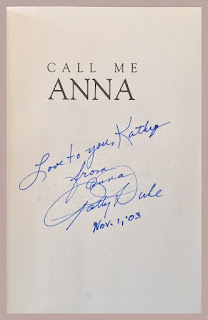 CALL ME
ANNA
Love to you, Kathy
from
Anna
Patty Duke
Nov. 1, '03